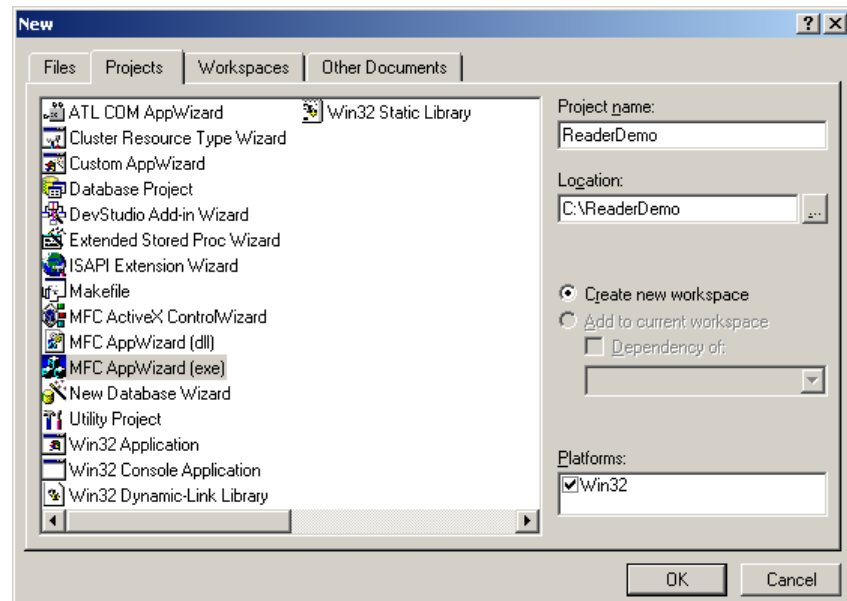 New
Files Projects Workspaces Other Documents
ATL COM AppWizard
Cluster Resource Type Wizard
Custom AppWizard
Database Project
DevStudio Add-in Wizard
Extended Stored Proc Wizard
ISAPI Extension Wizard
Makefile
MFC ActiveX ControlWizard
MFC AppWizard (dll)
MFC AppWizard (exe)
New Database Wizard
Utility Project
Win32 Application
Win32 Console Application
Win32 Dynamic-Link Library
Win32 Static Library
Project name:
ReaderDemo
Location:
C:\ReaderDemo
...
Create new workspace
Add to current workspace
Dependency of:
Platforms:
Win32
OK Cancel